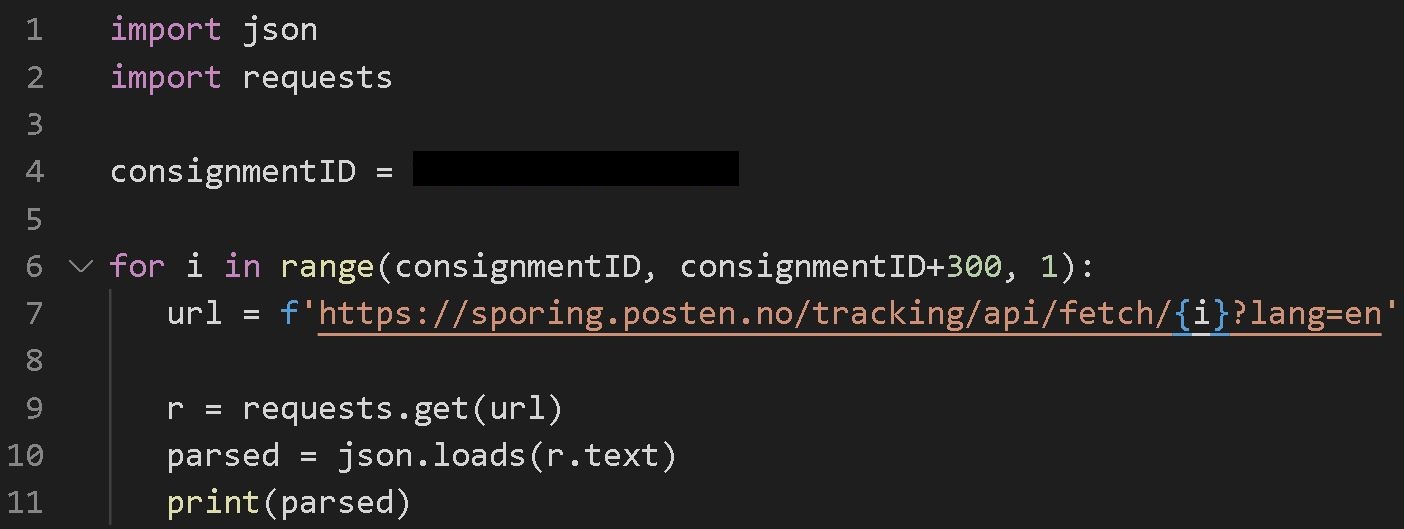 1 import json
2 import requests
3
4 consignmentID =
5
6 for i in range(consignmentID, consignmentID+300, 1):
7 url = f'https://sporing.posten.no/tracking/api/fetch/{i}?lang=en'
8
9 r = requests.get(url)
10 parsed = json.loads(r.text)
11 print(parsed)